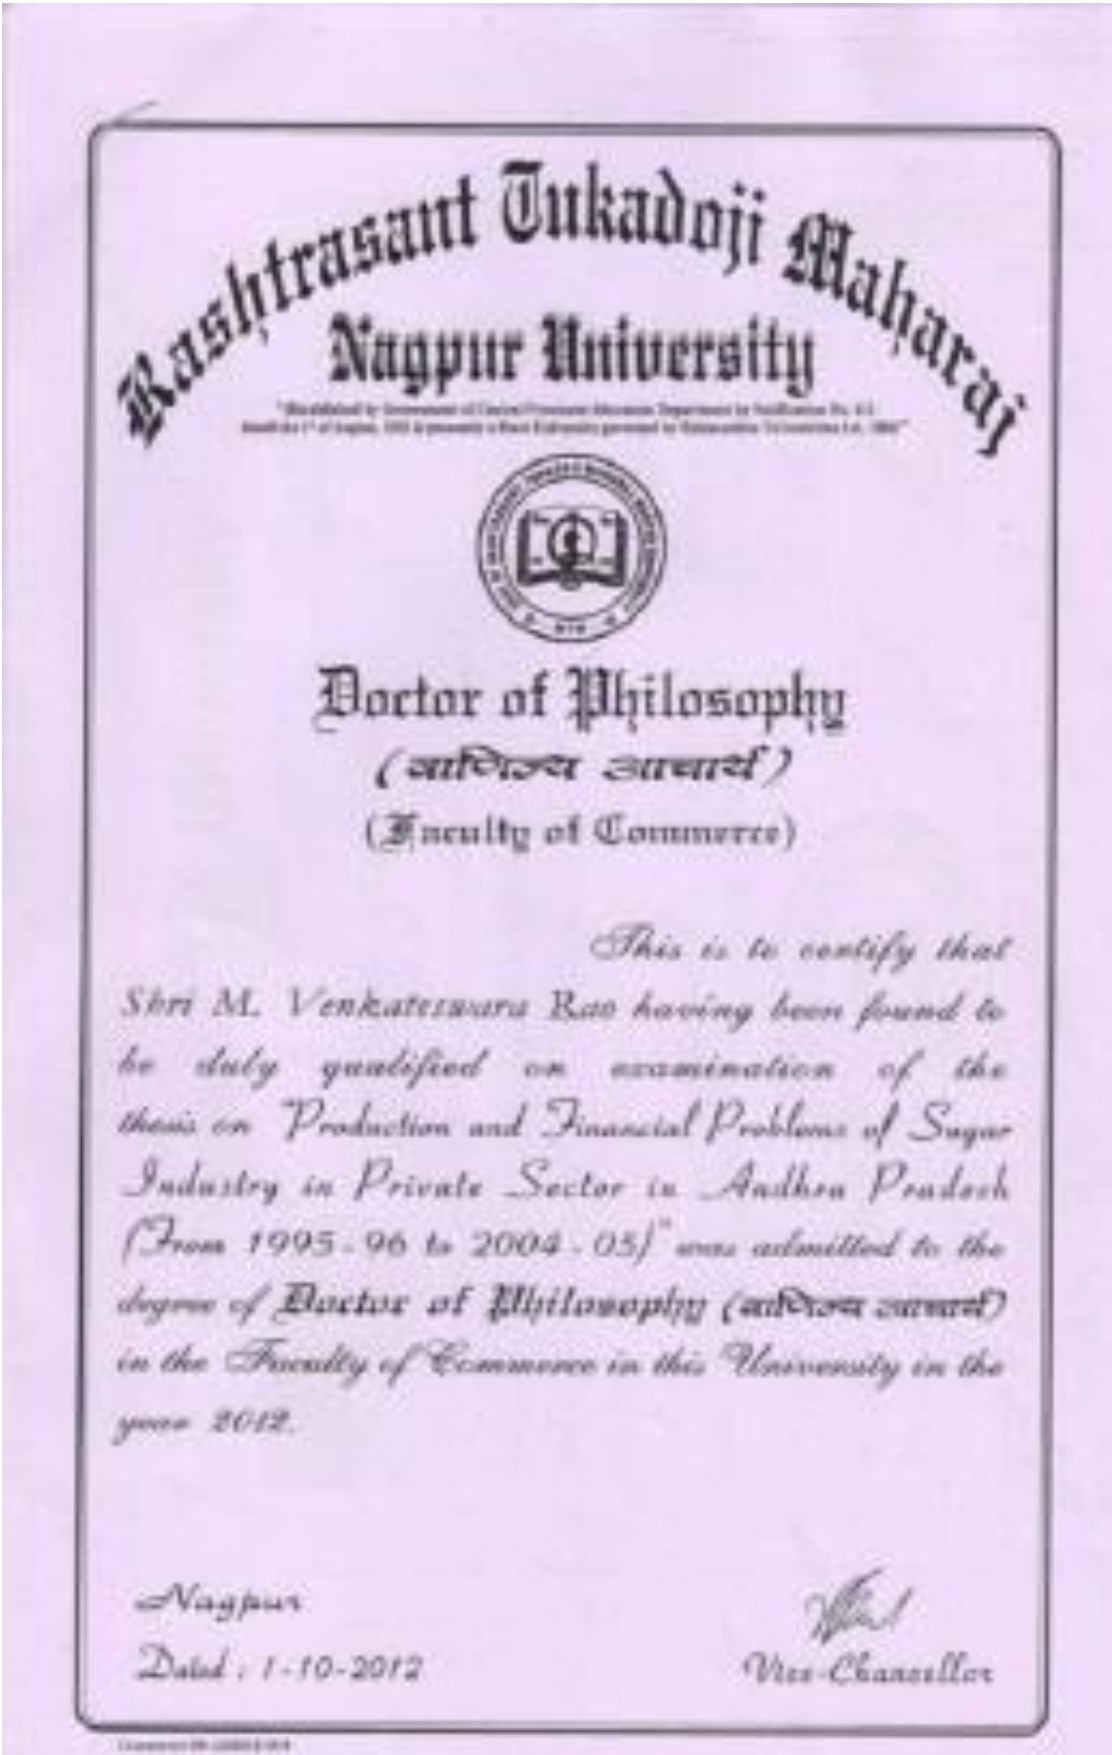 Rashtrasant Tukadoji Maharaj
Nagpur University
Doctor of Philosophy
(वाणिज्य आचार्य)
(Faculty of Commerce)
This is to certify that
Shri M. Venkateswara Rao having been found to
be duly qualified on examination of the
thesis on "Production and Financial Problems of Sugar
Industry in Private Sector in Andhra Pradesh
(From 1995-96 to 2004-05)" was admitted to the
degree of Doctor of Philosophy (वाणिज्य आचार्य)
in the Faculty of Commerce in this University in the
year 2012.
Nagpur
Dated : 1-10-2012
Vice-Chancellor